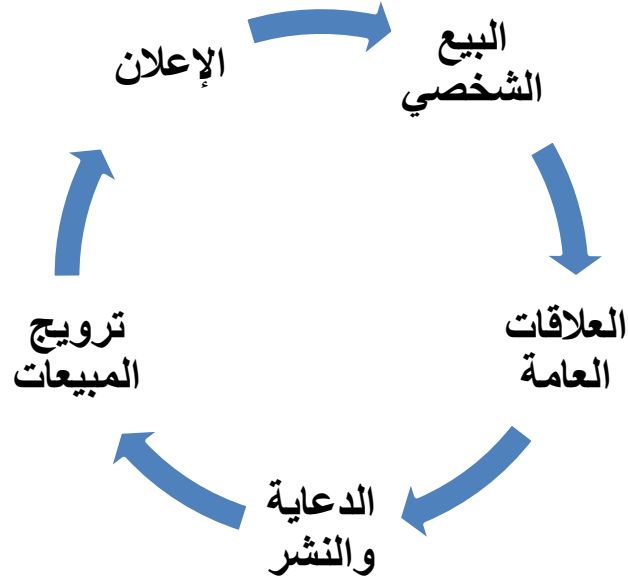 البيع
الشخصي
العلاقات
العامة
الدعاية
والنشر
ترويج
المبيعات
الإعلان